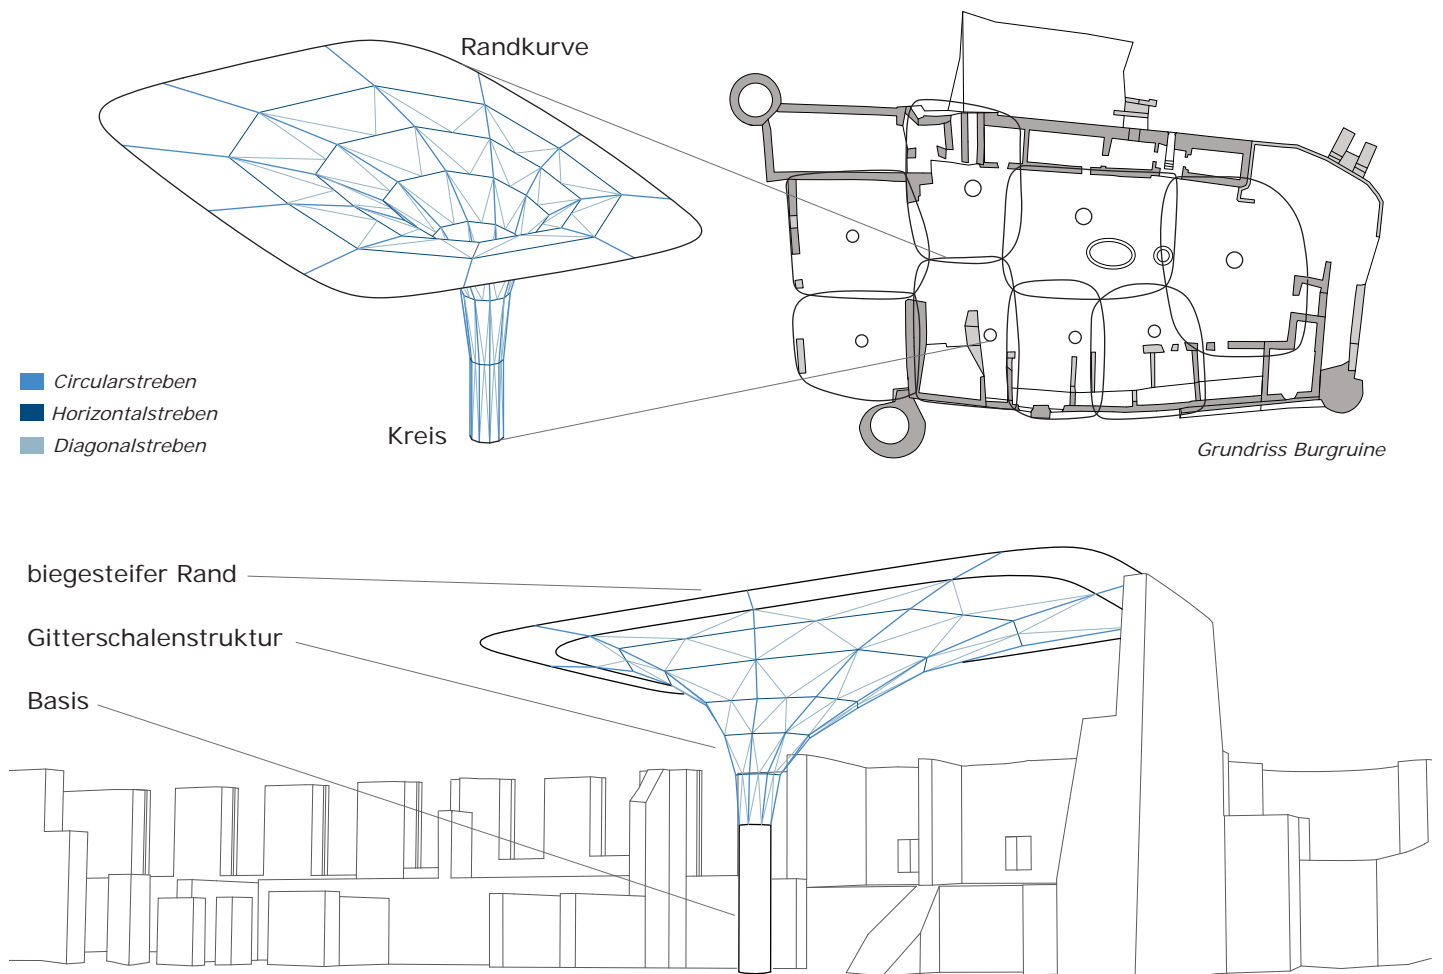 Randkurve
Circularstreben
Horizontalstreben
Diagonalstreben
Kreis
Grundriss Burgruine
biegesteifer Rand
Gitterschalenstruktur
Basis